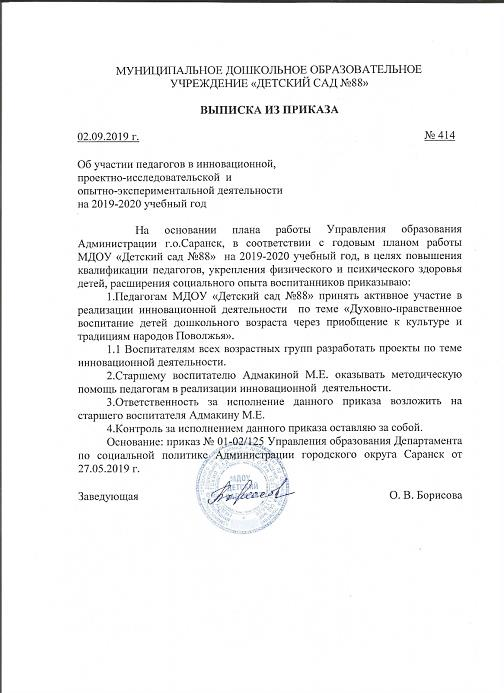 МУНИЦИПАЛЬНОЕ ДОШКОЛЬНОЕ ОБРАЗОВАТЕЛЬНОЕ
УЧРЕЖДЕНИЕ «ДЕТСКИЙ САД №88»
ВЫПИСКА ИЗ ПРИКАЗА
02.09.2019 г. № 414
Об участии педагогов в инновационной,
проектно-исследовательской и
опытно-экспериментальной деятельности
на 2019-2020 учебный год
На основании плана работы Управления образования
Администрации г.о.Саранск, в соответствии с годовым планом работы
МДОУ «Детский сад №88» на 2019-2020 учебный год, в целях повышения
квалификации педагогов, укрепления физического и психического здоровья
детей, расширения социального опыта воспитанников приказываю:
1.Педагогам МДОУ «Детский сад №88» принять активное участие в
реализации инновационной деятельности по теме «Духовно-нравственное
воспитание детей дошкольного возраста через приобщение к культуре и
традициям народов Поволжья».
1.1 Воспитателям всех возрастных групп разработать проекты по теме
инновационной деятельности.
2.Старшему воспитателю Адмакиной М.Е. оказывать методическую
помощь педагогам в реализации инновационной деятельности.
3.Ответственность за исполнение данного приказа возложить на
старшего воспитателя Адмакину М.Е.
4.Контроль за исполнением данного приказа оставляю за собой.
Основание: приказ № 01-02/125 Управления образования Департамента
по социальной политике Администрации городского округа Саранск от
27.05.2019 г.
МДОУ
ДЕТСКИЙ
Заведующая О. В. Борисова